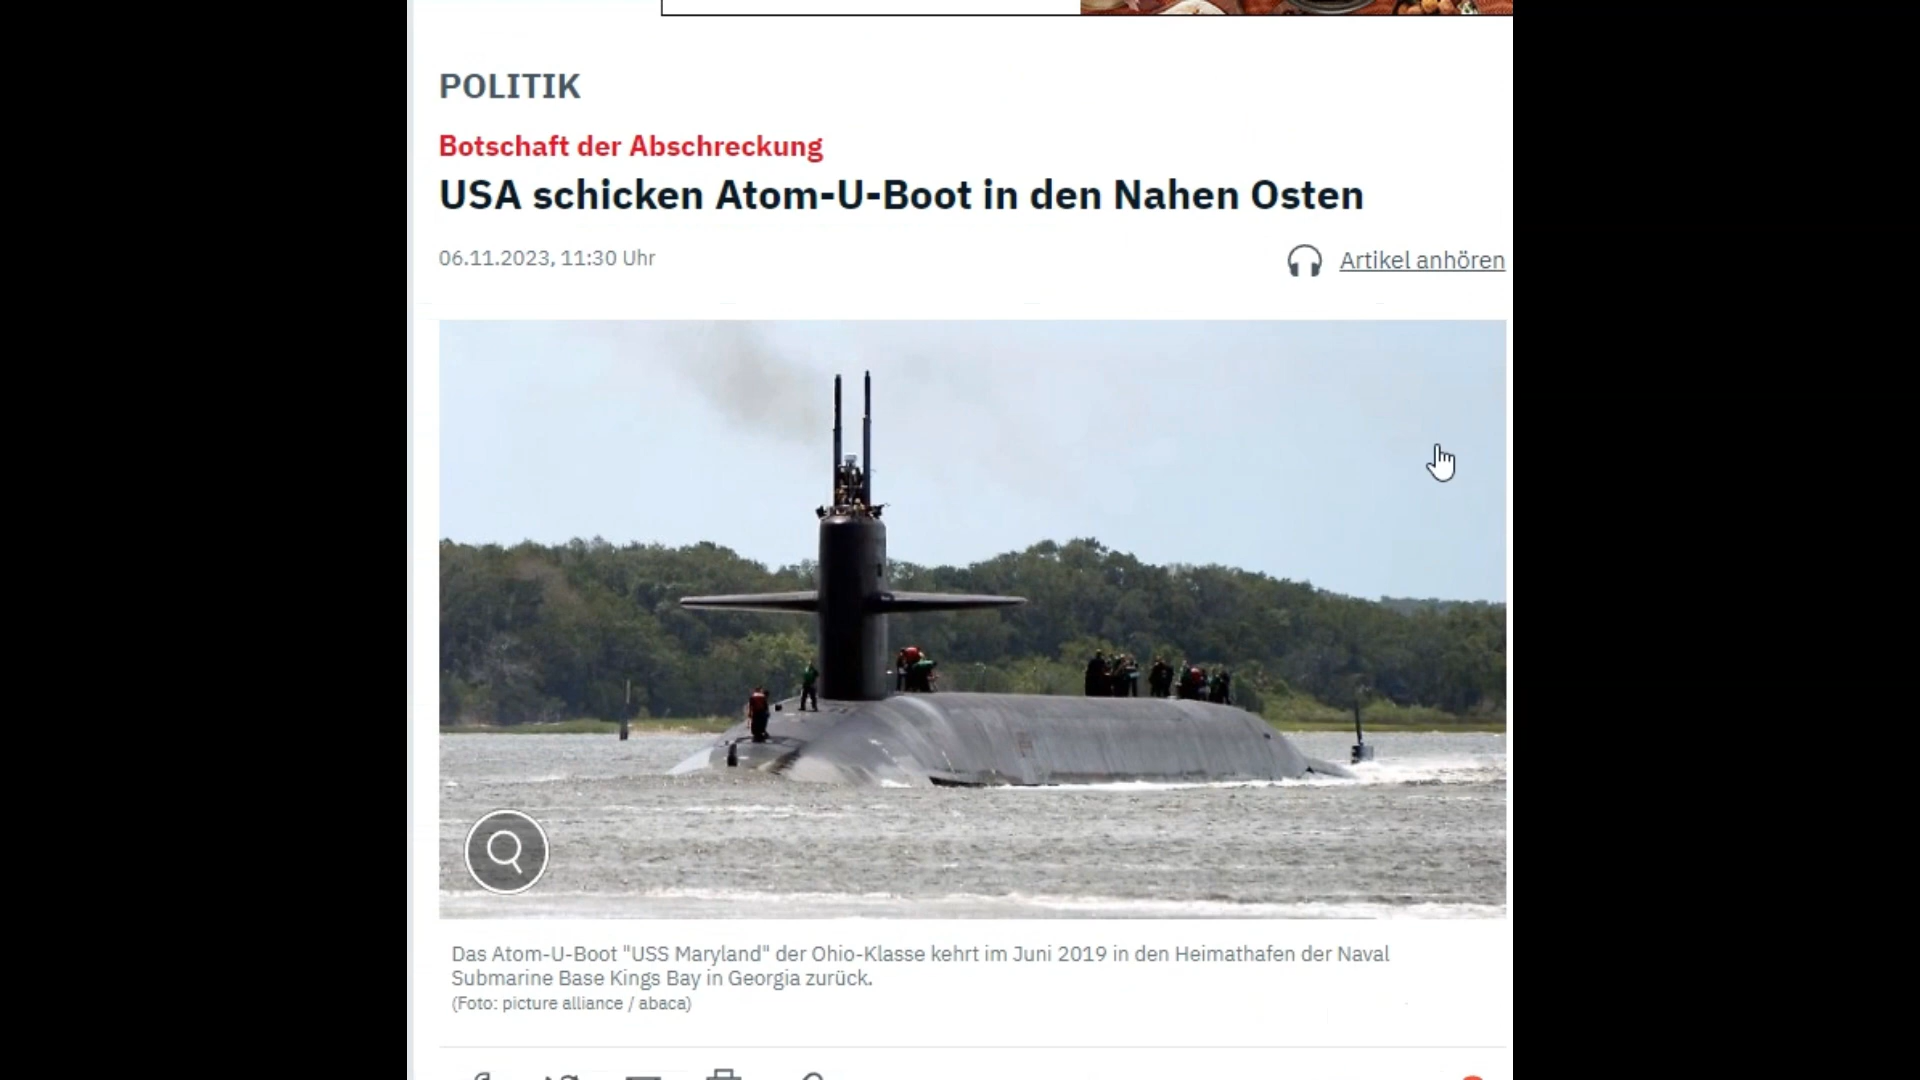 POLITIK
Botschaft der Abschreckung
USA schicken Atom-U-Boot in den Nahen Osten
06.11.2023, 11:30 Uhr
Artikel anhören
Das Atom-U-Boot "USS Maryland" der Ohio-Klasse kehrt im Juni 2019 in den Heimathafen der Naval
Submarine Base Kings Bay in Georgia zurück.
(Foto: picture alliance / abaca)